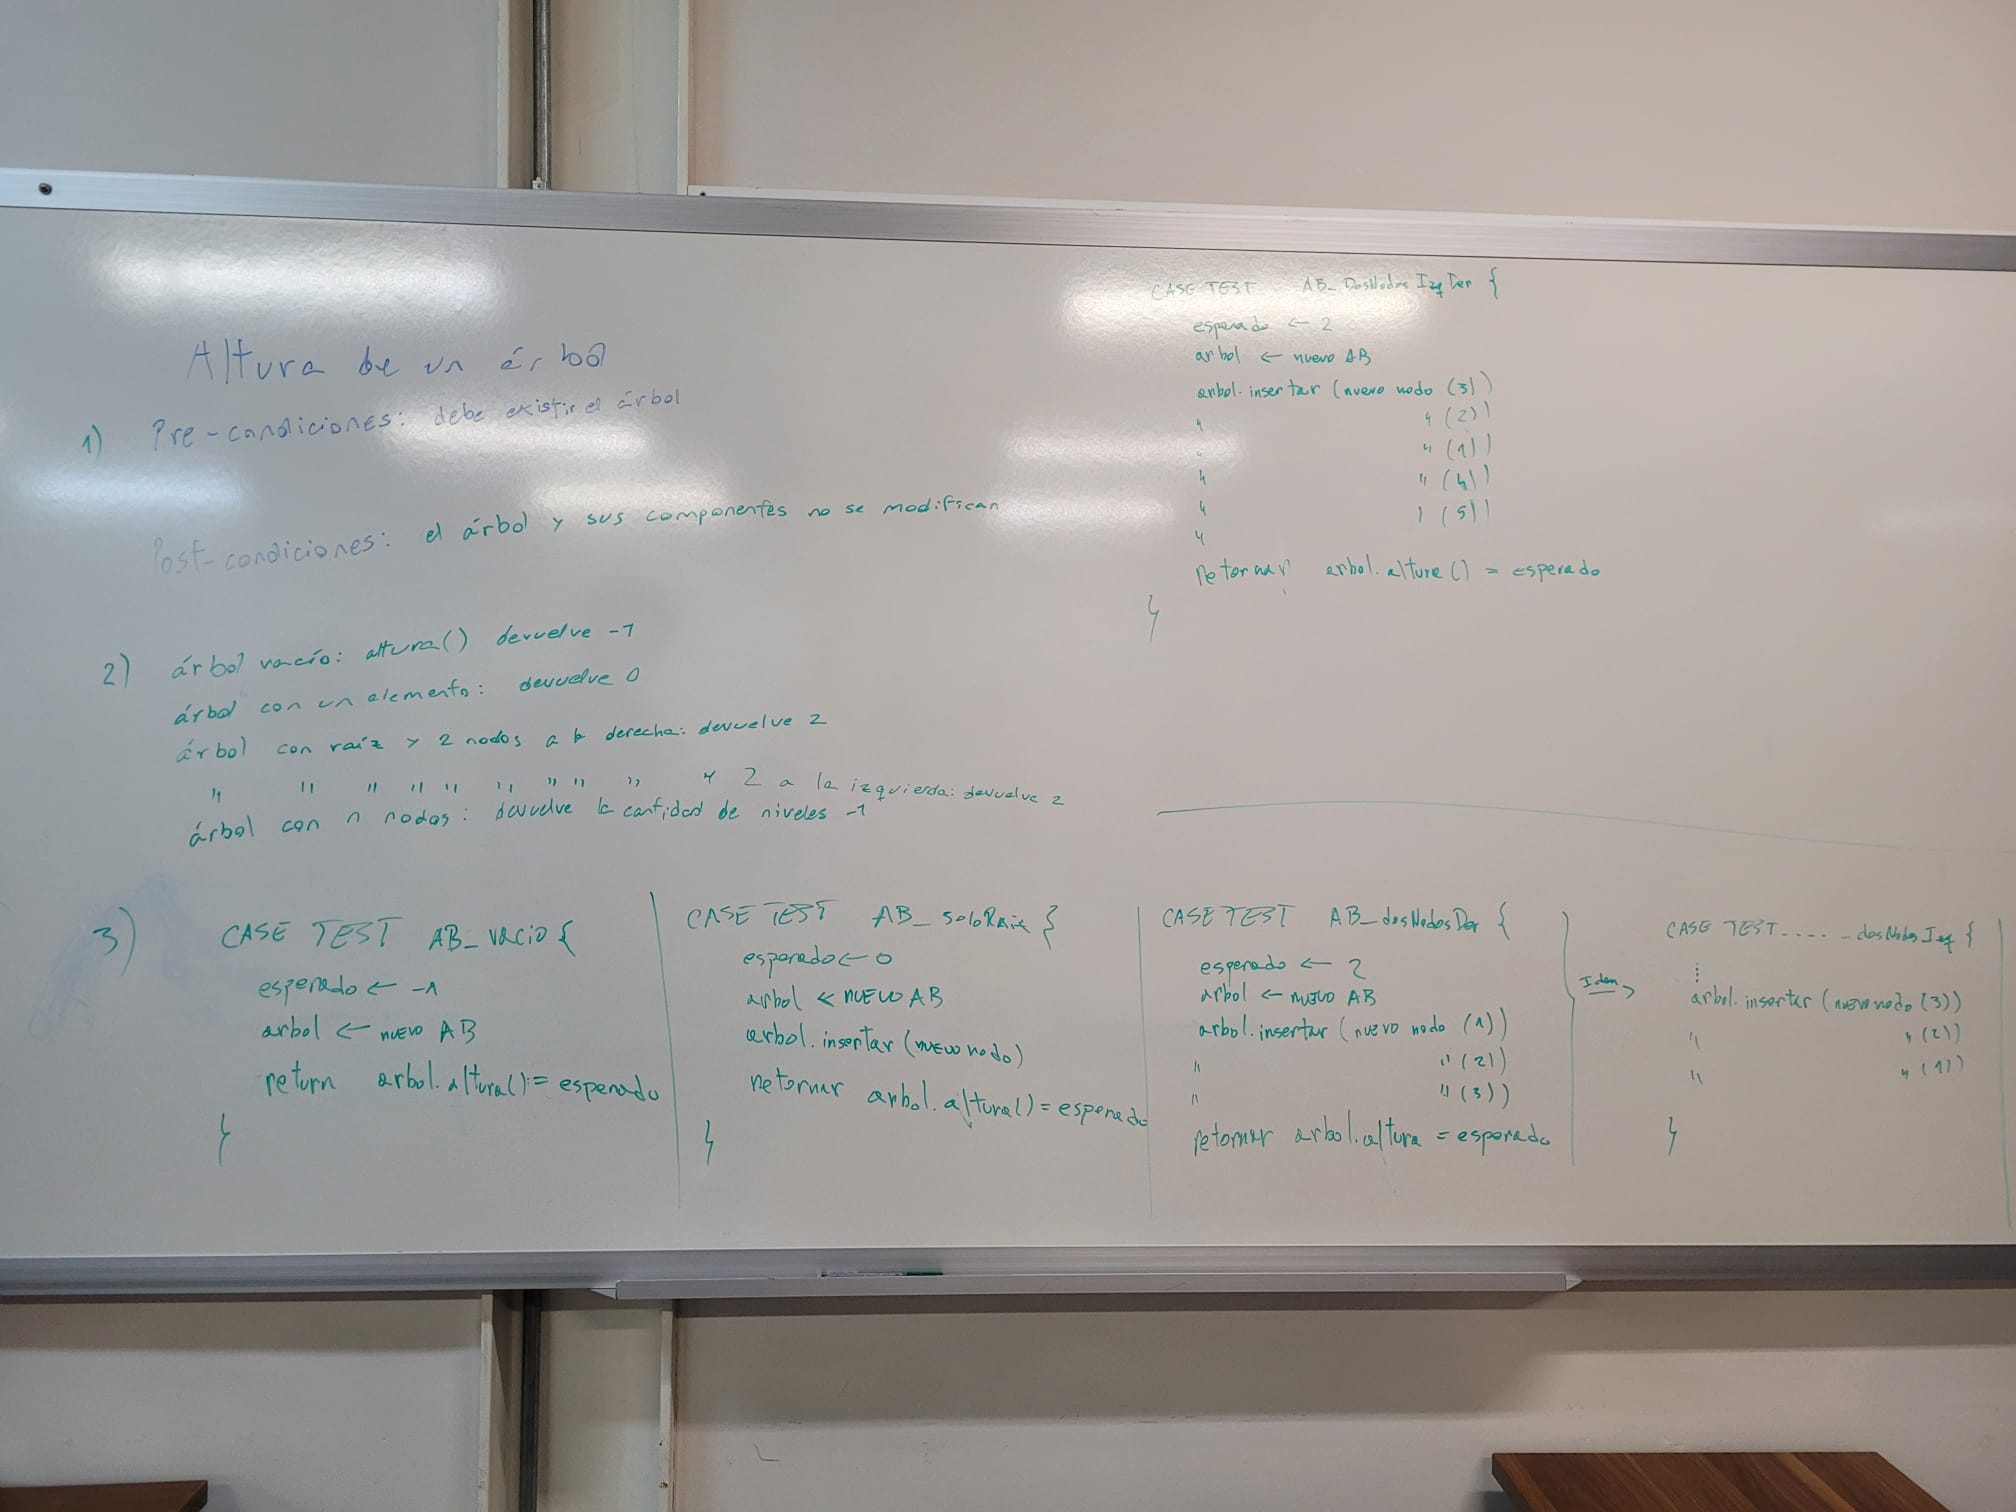 Altura de un árbol
1) Pre-condiciones: debe existir el árbol
Post-condiciones: el árbol y sus componentes no se modifican
2) árbol vacío: altura() devuelve -1
árbol con un elemento: devuelve 0
árbol con raíz y 2 nodos a la derecha: devuelve 2
" " " " " " " " " y 2 a la izquierda: devuelve 2
árbol con n nodos: devuelve la cantidad de niveles -1
CASE TEST AB_DosNodosIzqDer {
esperado ← 2
arbol ← nuevo AB
arbol.insertar (nuevo nodo (3))
" " (2))
" " (1))
" " (4))
" " (5))
"
retornar arbol.altura() = esperado
}
3) CASE TEST AB_vacio {
esperado ← -1
arbol ← nuevo AB
return arbol.altura() = esperado
}
CASE TEST AB_soloRaiz {
esperado ← 0
arbol ← nuevo AB
arbol.insertar (nuevo nodo)
retornar arbol.altura() = esperado
}
CASE TEST AB_dosNodosDer {
esperado ← 2
arbol ← nuevo AB
arbol.insertar (nuevo nodo (1))
" " (2))
" " (3))
retornar arbol.altura = esperado
}
Idem →
CASE TEST ..... _dosNodosIzq {
⋮
arbol.insertar (nuevo nodo (3))
" " (2))
" " (1))
}